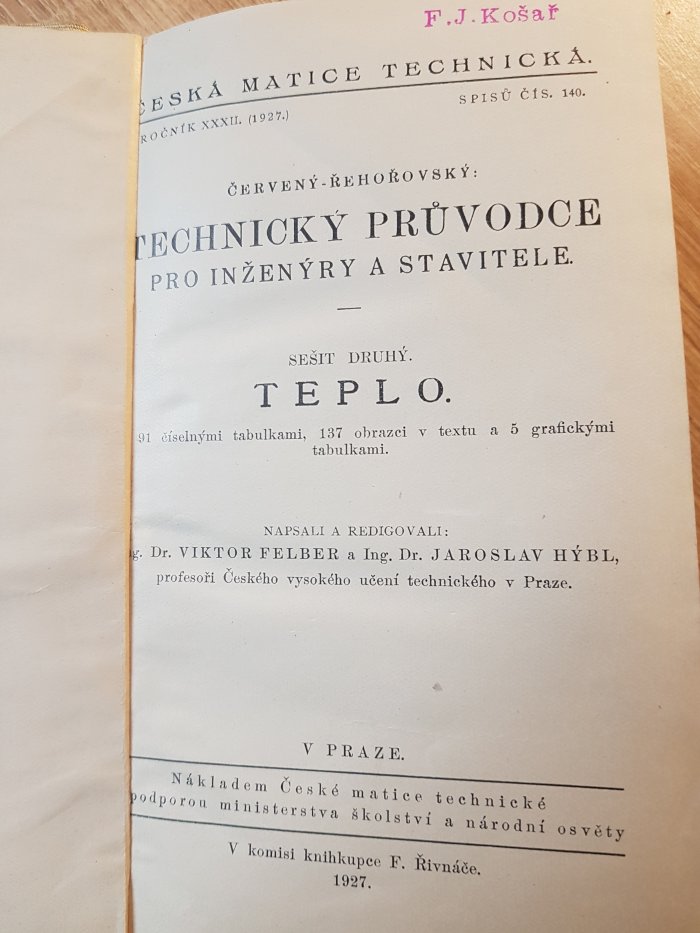 F.J.Košař
ČESKÁ MATICE TECHNICKÁ.
ROČNÍK XXXII. (1927.) SPISŮ ČÍS. 140.
ČERVENÝ-ŘEHOŘOVSKÝ:
TECHNICKÝ PRŮVODCE
PRO INŽENÝRY A STAVITELE.
SEŠIT DRUHÝ.
TEPLO.
91 číselnými tabulkami, 137 obrazci v textu a 5 grafickými
tabulkami.
NAPSALI A REDIGOVALI:
Dr. VIKTOR FELBER a Ing. Dr. JAROSLAV HÝBL,
profesoři Českého vysokého učení technického v Praze.
V PRAZE.
Nákladem České matice technické
podporou ministerstva školství a národní osvěty
V komisi knihkupce F. Řivnáče.
1927.